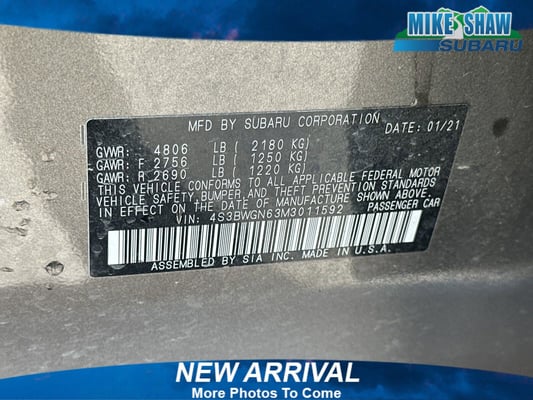 MIKE SHAW
SUBARU
MFD BY SUBARU CORPORATION DATE: 01/21
GVWR: 4806 LB ( 2180 KG)
GAWR: F 2756 LB ( 1250 KG)
GAWR: R 2690 LB ( 1220 KG)
THIS VEHICLE CONFORMS TO ALL APPLICABLE FEDERAL MOTOR
VEHICLE SAFETY, BUMPER AND THEFT PREVENTION STANDARDS
IN EFFECT ON THE DATE OF MANUFACTURE SHOWN ABOVE.
VIN: 4S3BWGN63M3011592 PASSENGER CAR
ASSEMBLED BY SIA INC. MADE IN U.S.A.
NEW ARRIVAL
More Photos To Come